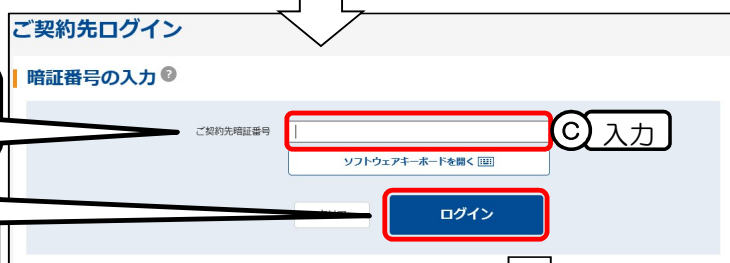 ご契約先ログイン
暗証番号の入力 ?
ご契約先暗証番号
C 入力
ソフトウェアキーボードを開く
ログイン